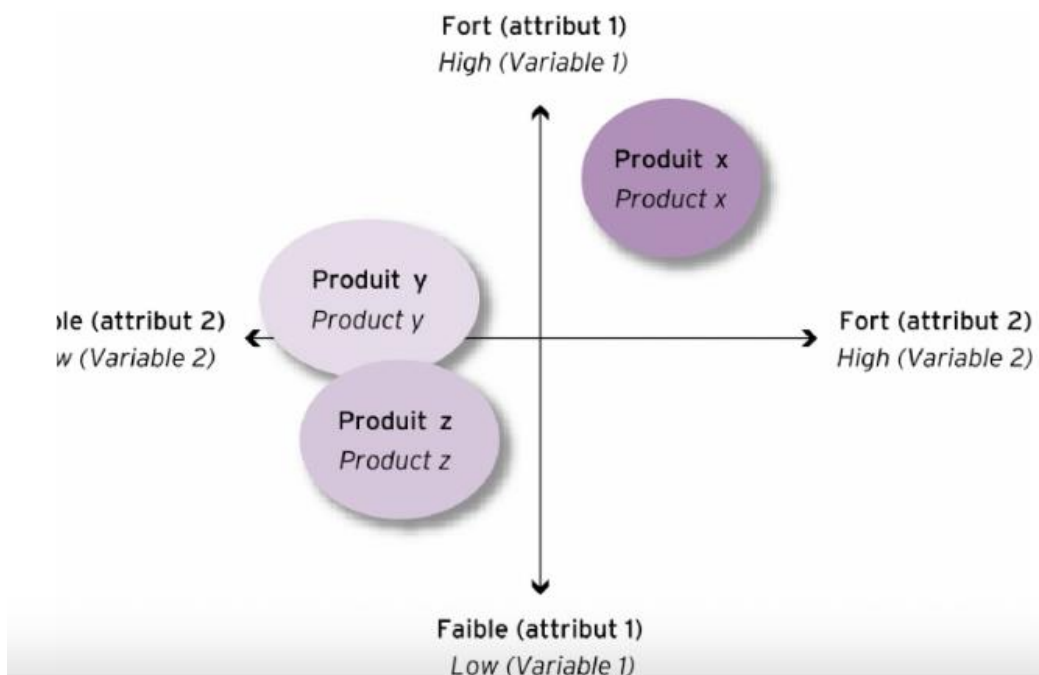 Fort (attribut 1)
High (Variable 1)
Produit x
Product x
Produit y
Product y
(attribut 2)
(Variable 2)
Fort (attribut 2)
High (Variable 2)
Produit z
Product z
Faible (attribut 1)
Low (Variable 1)